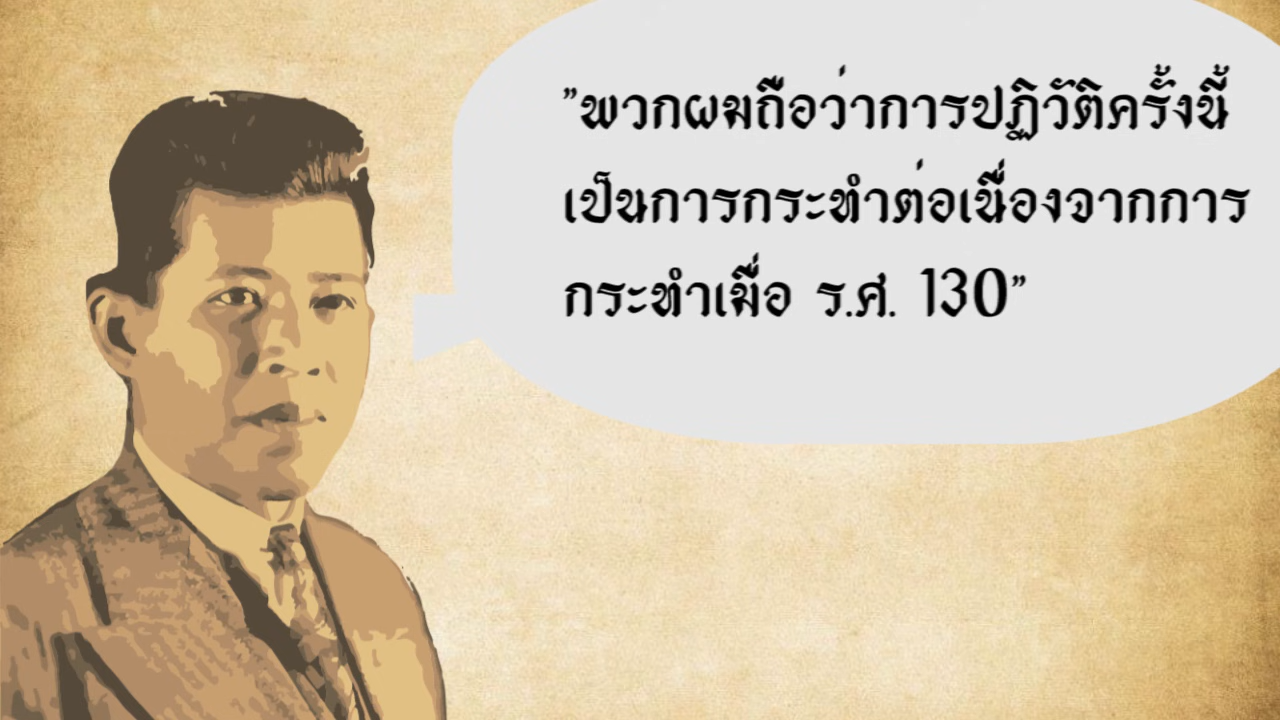 "พวกผมถือว่าการปฏิวัติครั้งนี้
เป็นการกระทำต่อเนื่องจากการ
กระทำเมื่อ ร.ศ. 130"